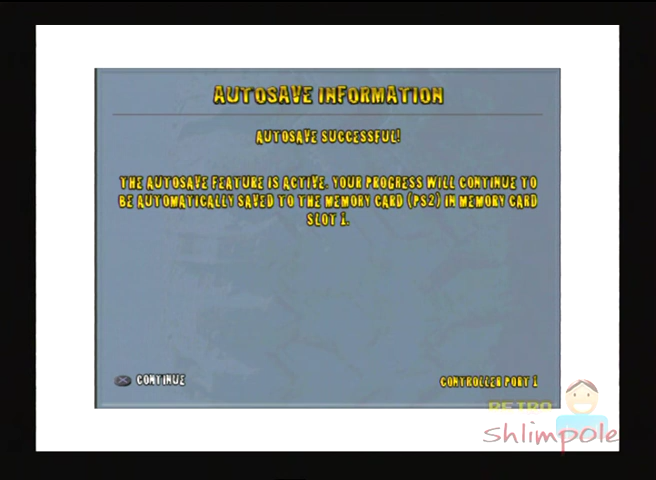 AUTOSAVE INFORMATION
AUTOSAVE SUCCESSFUL!
THE AUTOSAVE FEATURE IS ACTIVE. YOUR PROGRESS WILL CONTINUE TO
BE AUTOMATICALLY SAVED TO THE MEMORY CARD (PS2) IN MEMORY CARD
SLOT 1.
CONTINUE
CONTROLLER PORT 1
RETRO
Shlimpole